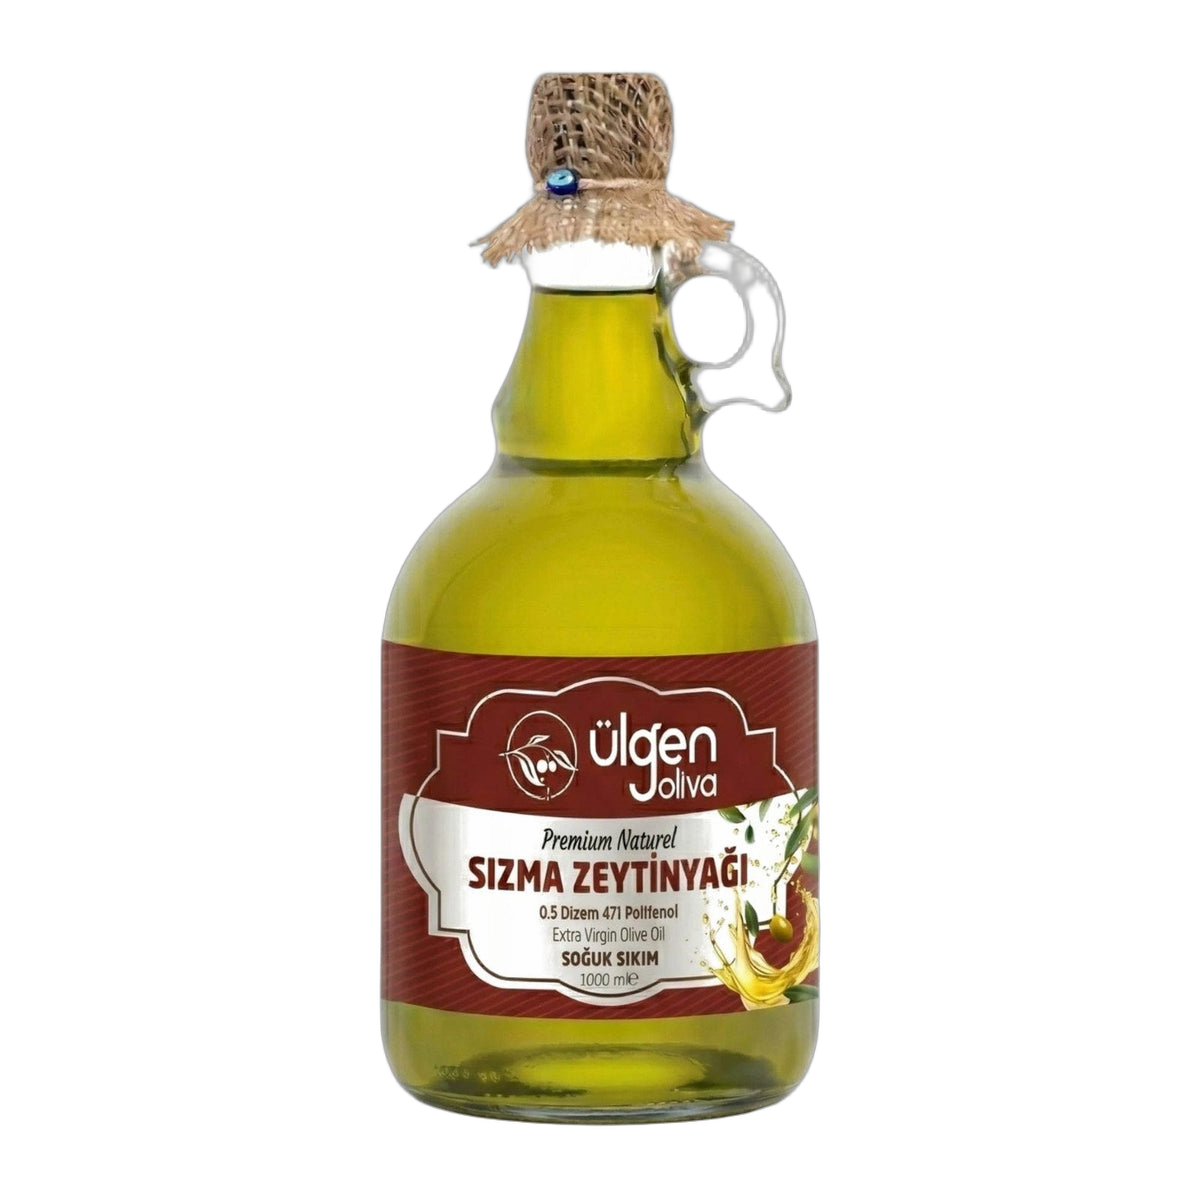 ülgen
oliva
Premium Naturel
SIZMA ZEYTİNYAĞI
0.5 Dizem 471 Polifenol
Extra Virgin Olive Oil
SOĞUK SIKIM
1000 ml℮